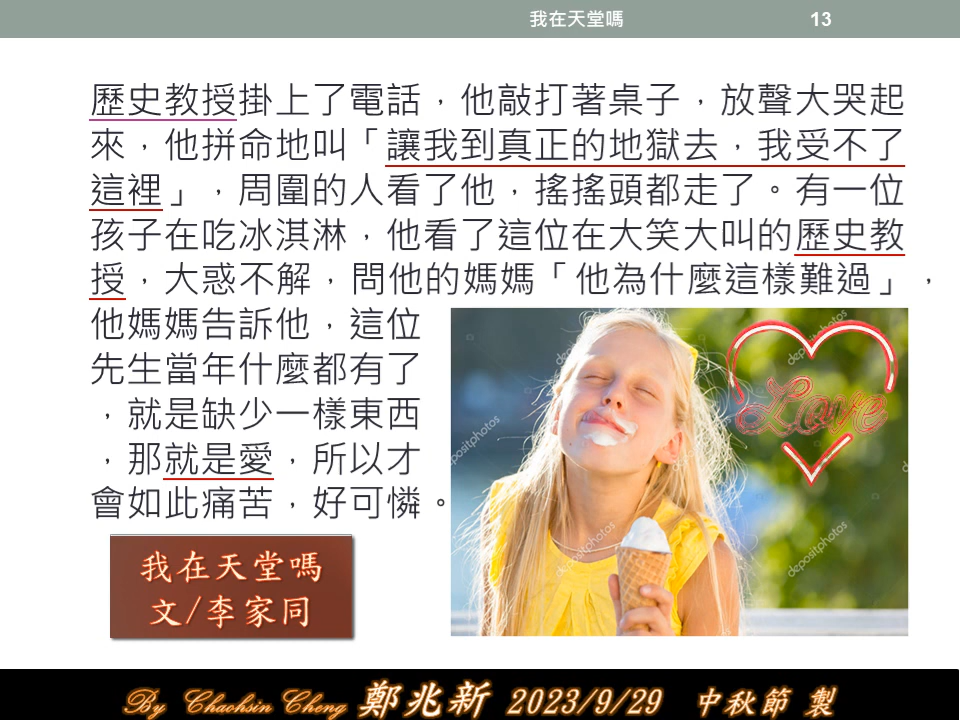 我在天堂嗎
13
歷史教授掛上了電話，他敲打著桌子，放聲大哭起
來，他拼命地叫「讓我到真正的地獄去，我受不了
這裡」，周圍的人看了他，搖搖頭都走了。有一位
孩子在吃冰淇淋，他看了這位在大笑大叫的歷史教
授，大惑不解，問他的媽媽「他為什麼這樣難過」，
他媽媽告訴他，這位
先生當年什麼都有了
，就是缺少一樣東西
，那就是愛，所以才
會如此痛苦，好可憐。
Love
depositphotos
depositphotos
depositphotos
depositphotos
depositphotos
我在天堂嗎
文/李家同
By Chaohsin Cheng 鄭兆新 2023/9/29 中秋節 製